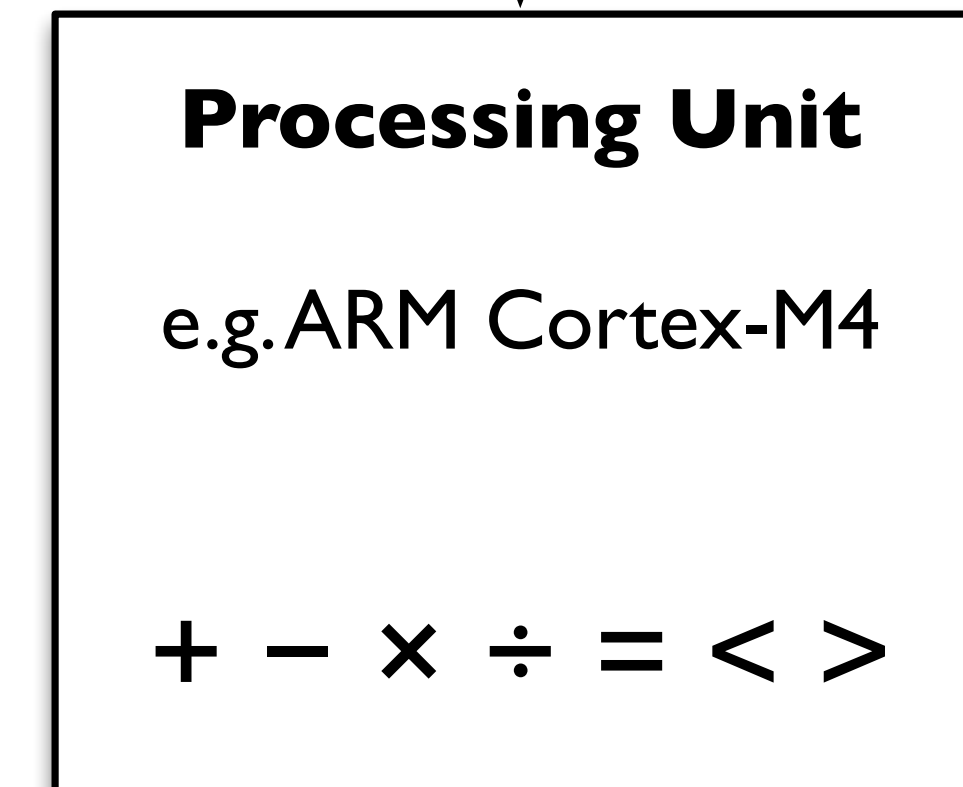 Processing Unit
e.g. ARM Cortex-M4
+ − × ÷ = < >